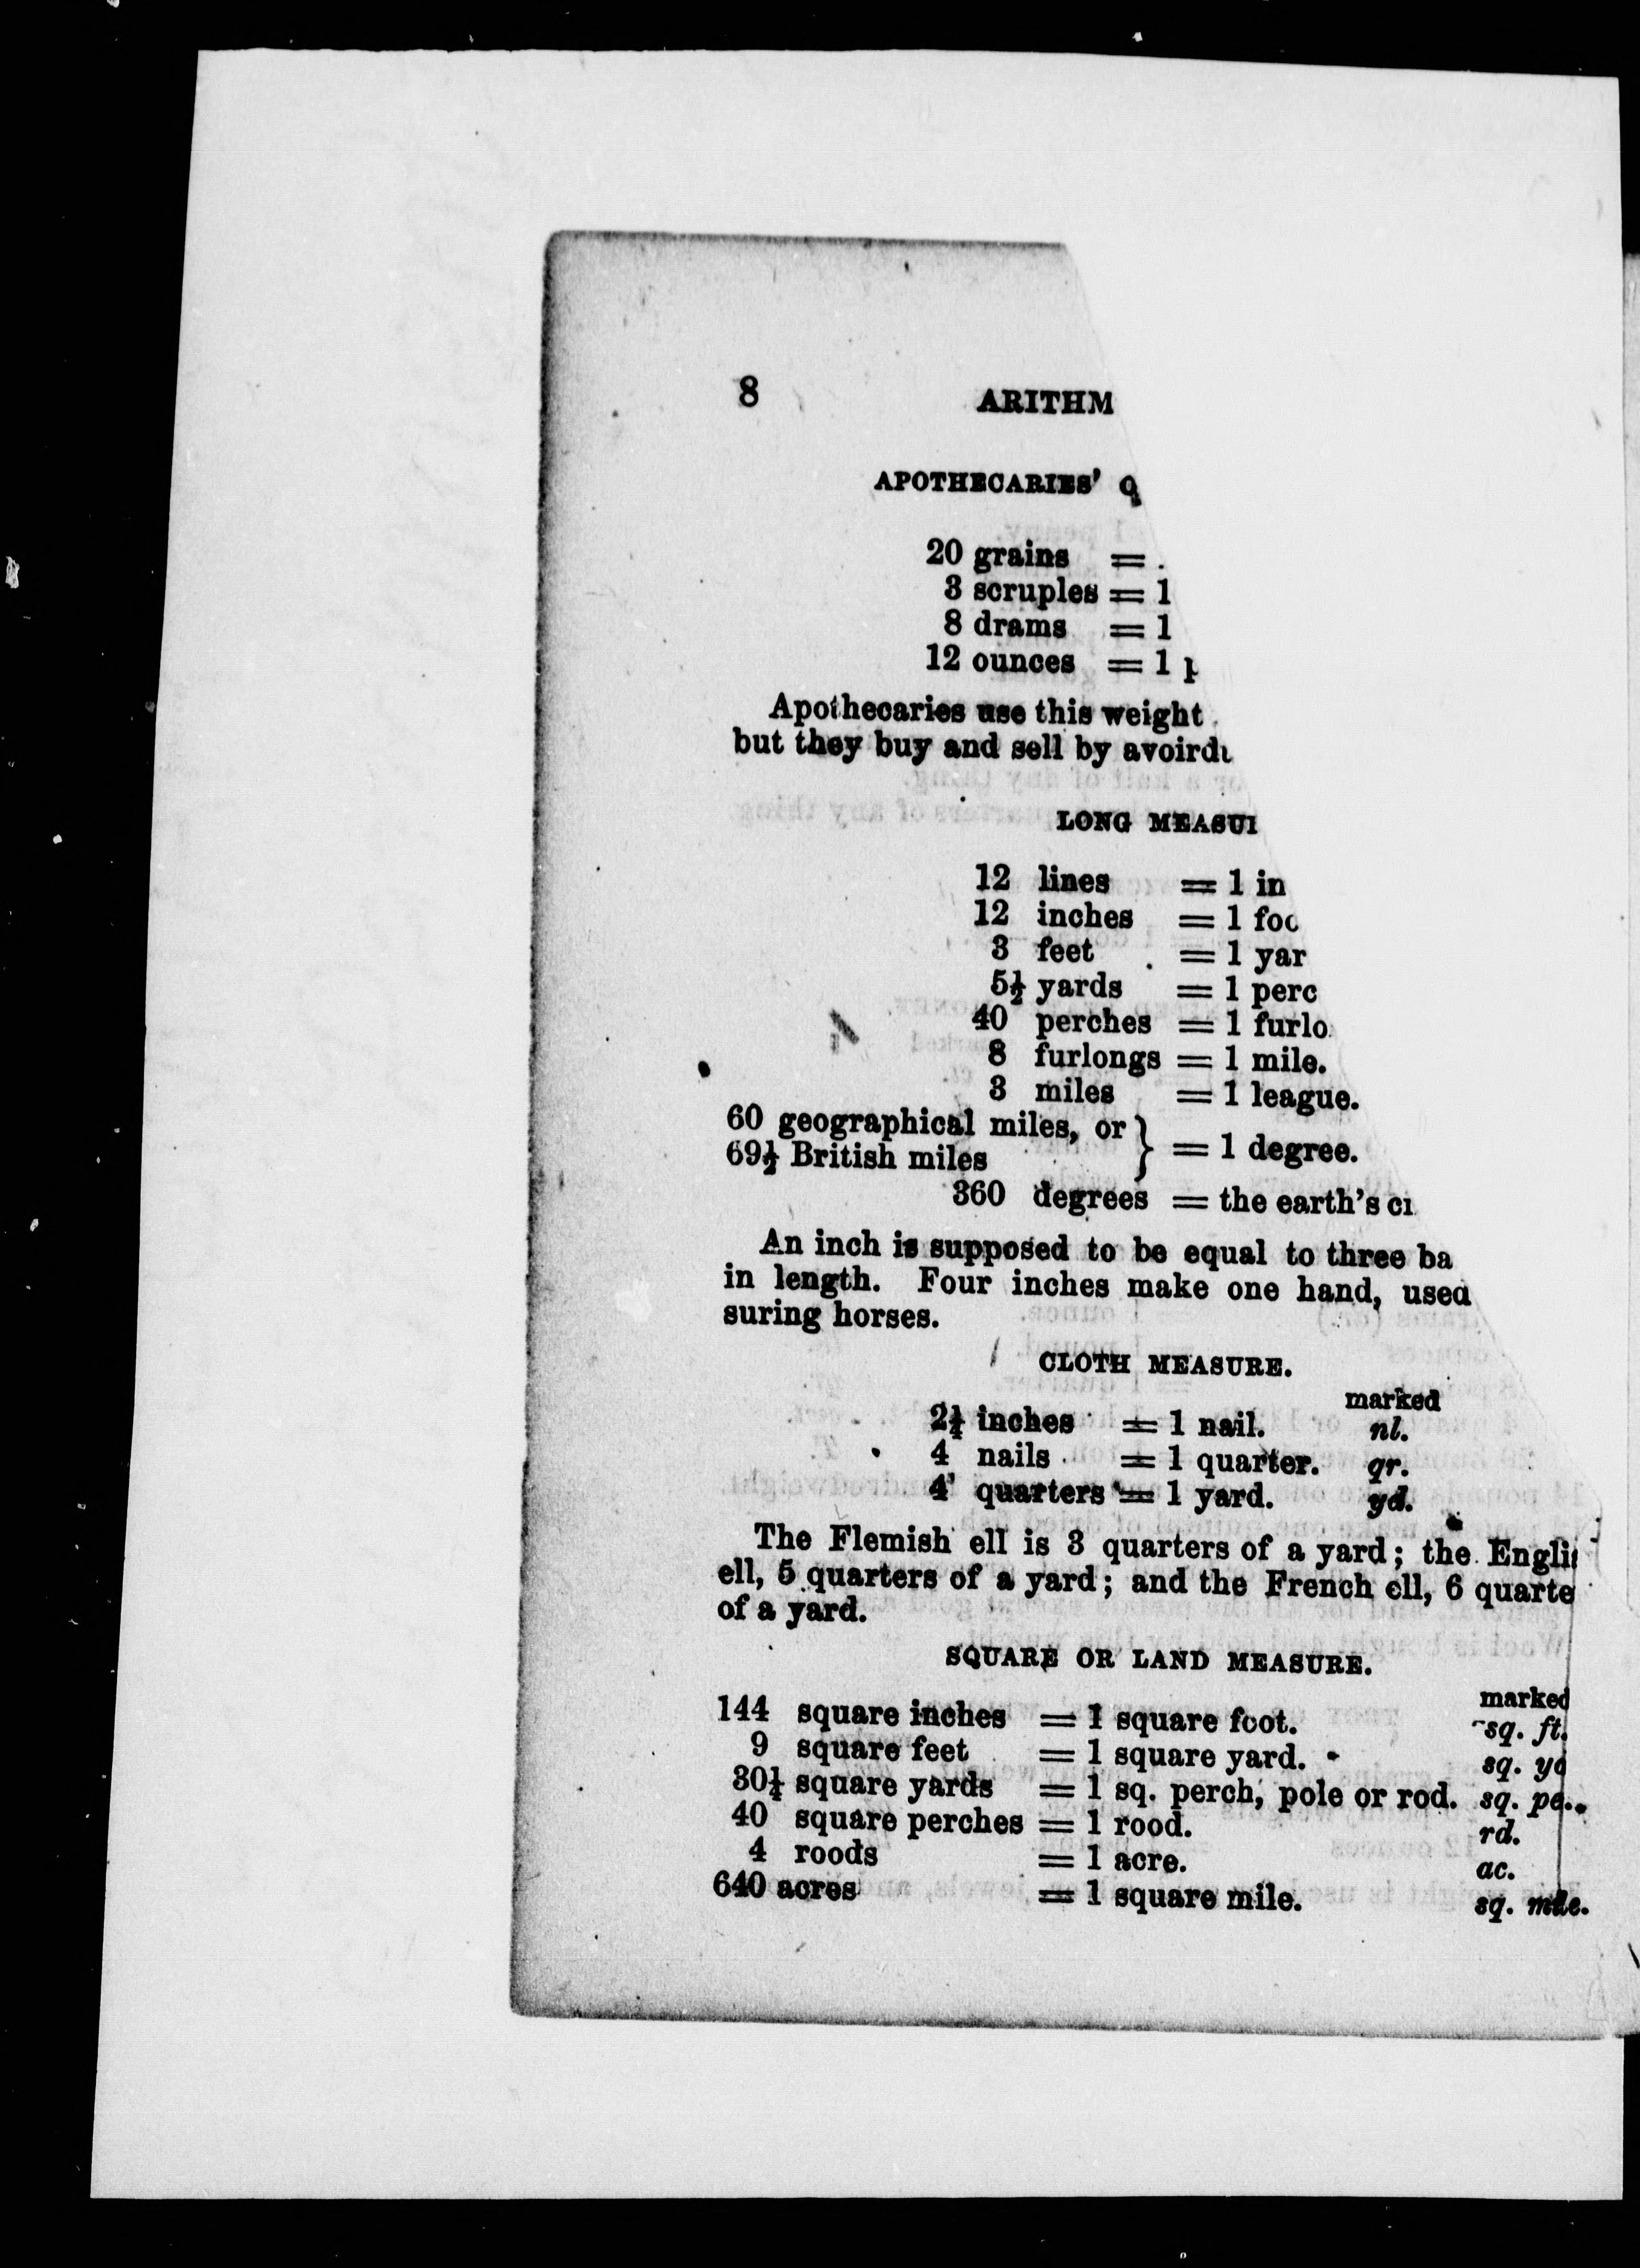 8 ARITHM
APOTHECARIES'
20 grains =
3 scruples = 1
8 drams = 1
12 ounces = 1
Apothecaries use this weight
but they buy and sell by avoird
LONG MEASU
12 lines = 1 in
12 inches = 1 foo
3 feet = 1 yar
5½ yards = 1 perc
40 perches = 1 furlo
8 furlongs = 1 mile.
3 miles = 1 league.
60 geographical miles, or
69½ British miles } = 1 degree.
360 degrees = the earth's ci
An inch is supposed to be equal to three ba
in length. Four inches make one hand, used
suring horses.
CLOTH MEASURE.
marked
2¼ inches = 1 nail. nl.
4 nails = 1 quarter. qr.
4 quarters = 1 yard. yd.
The Flemish ell is 3 quarters of a yard; the Engli
ell, 5 quarters of a yard; and the French ell, 6 quarte
of a yard.
SQUARE OR LAND MEASURE.
marked
144 square inches = 1 square foot. sq. ft.
9 square feet = 1 square yard. sq. yd
30¼ square yards = 1 sq. perch, pole or rod. sq. pe.
40 square perches = 1 rood. rd.
4 roods = 1 acre. ac.
640 acres = 1 square mile. sq. mile.